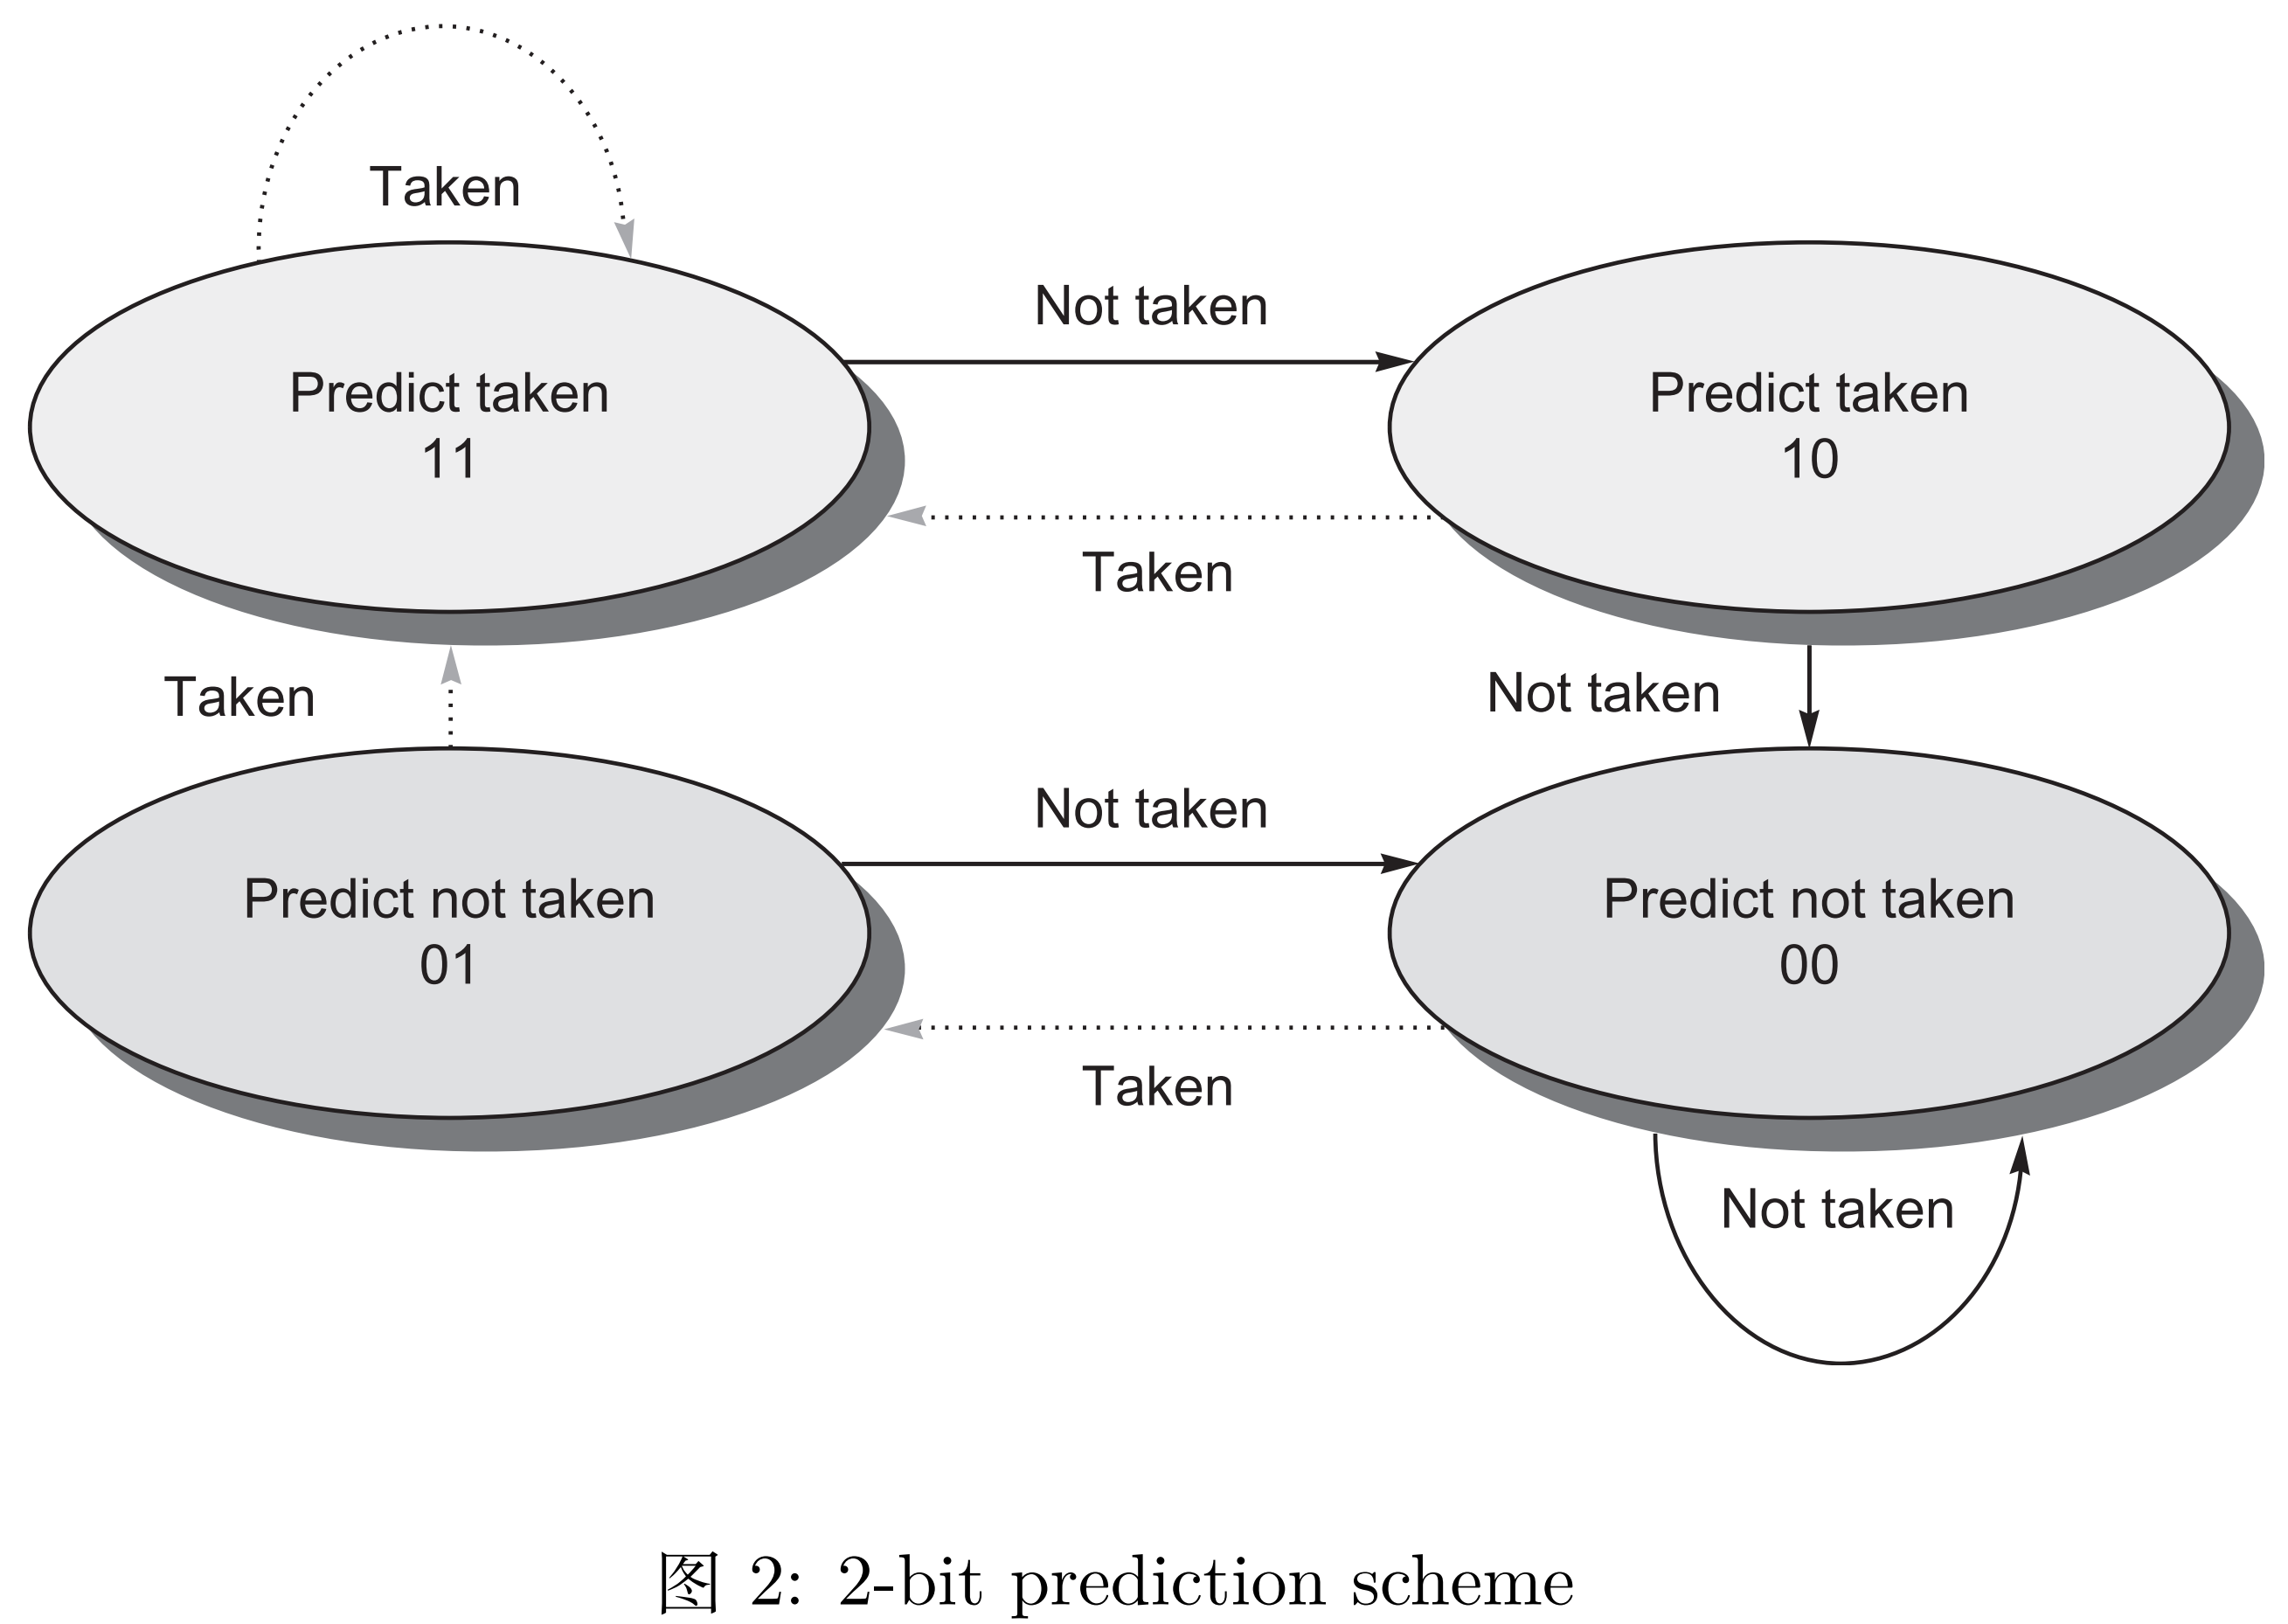 Taken
Not taken
Predict taken
11
Predict taken
10
Taken
Taken
Not taken
Not taken
Predict not taken
01
Predict not taken
00
Taken
Not taken
图 2: 2-bit prediction scheme